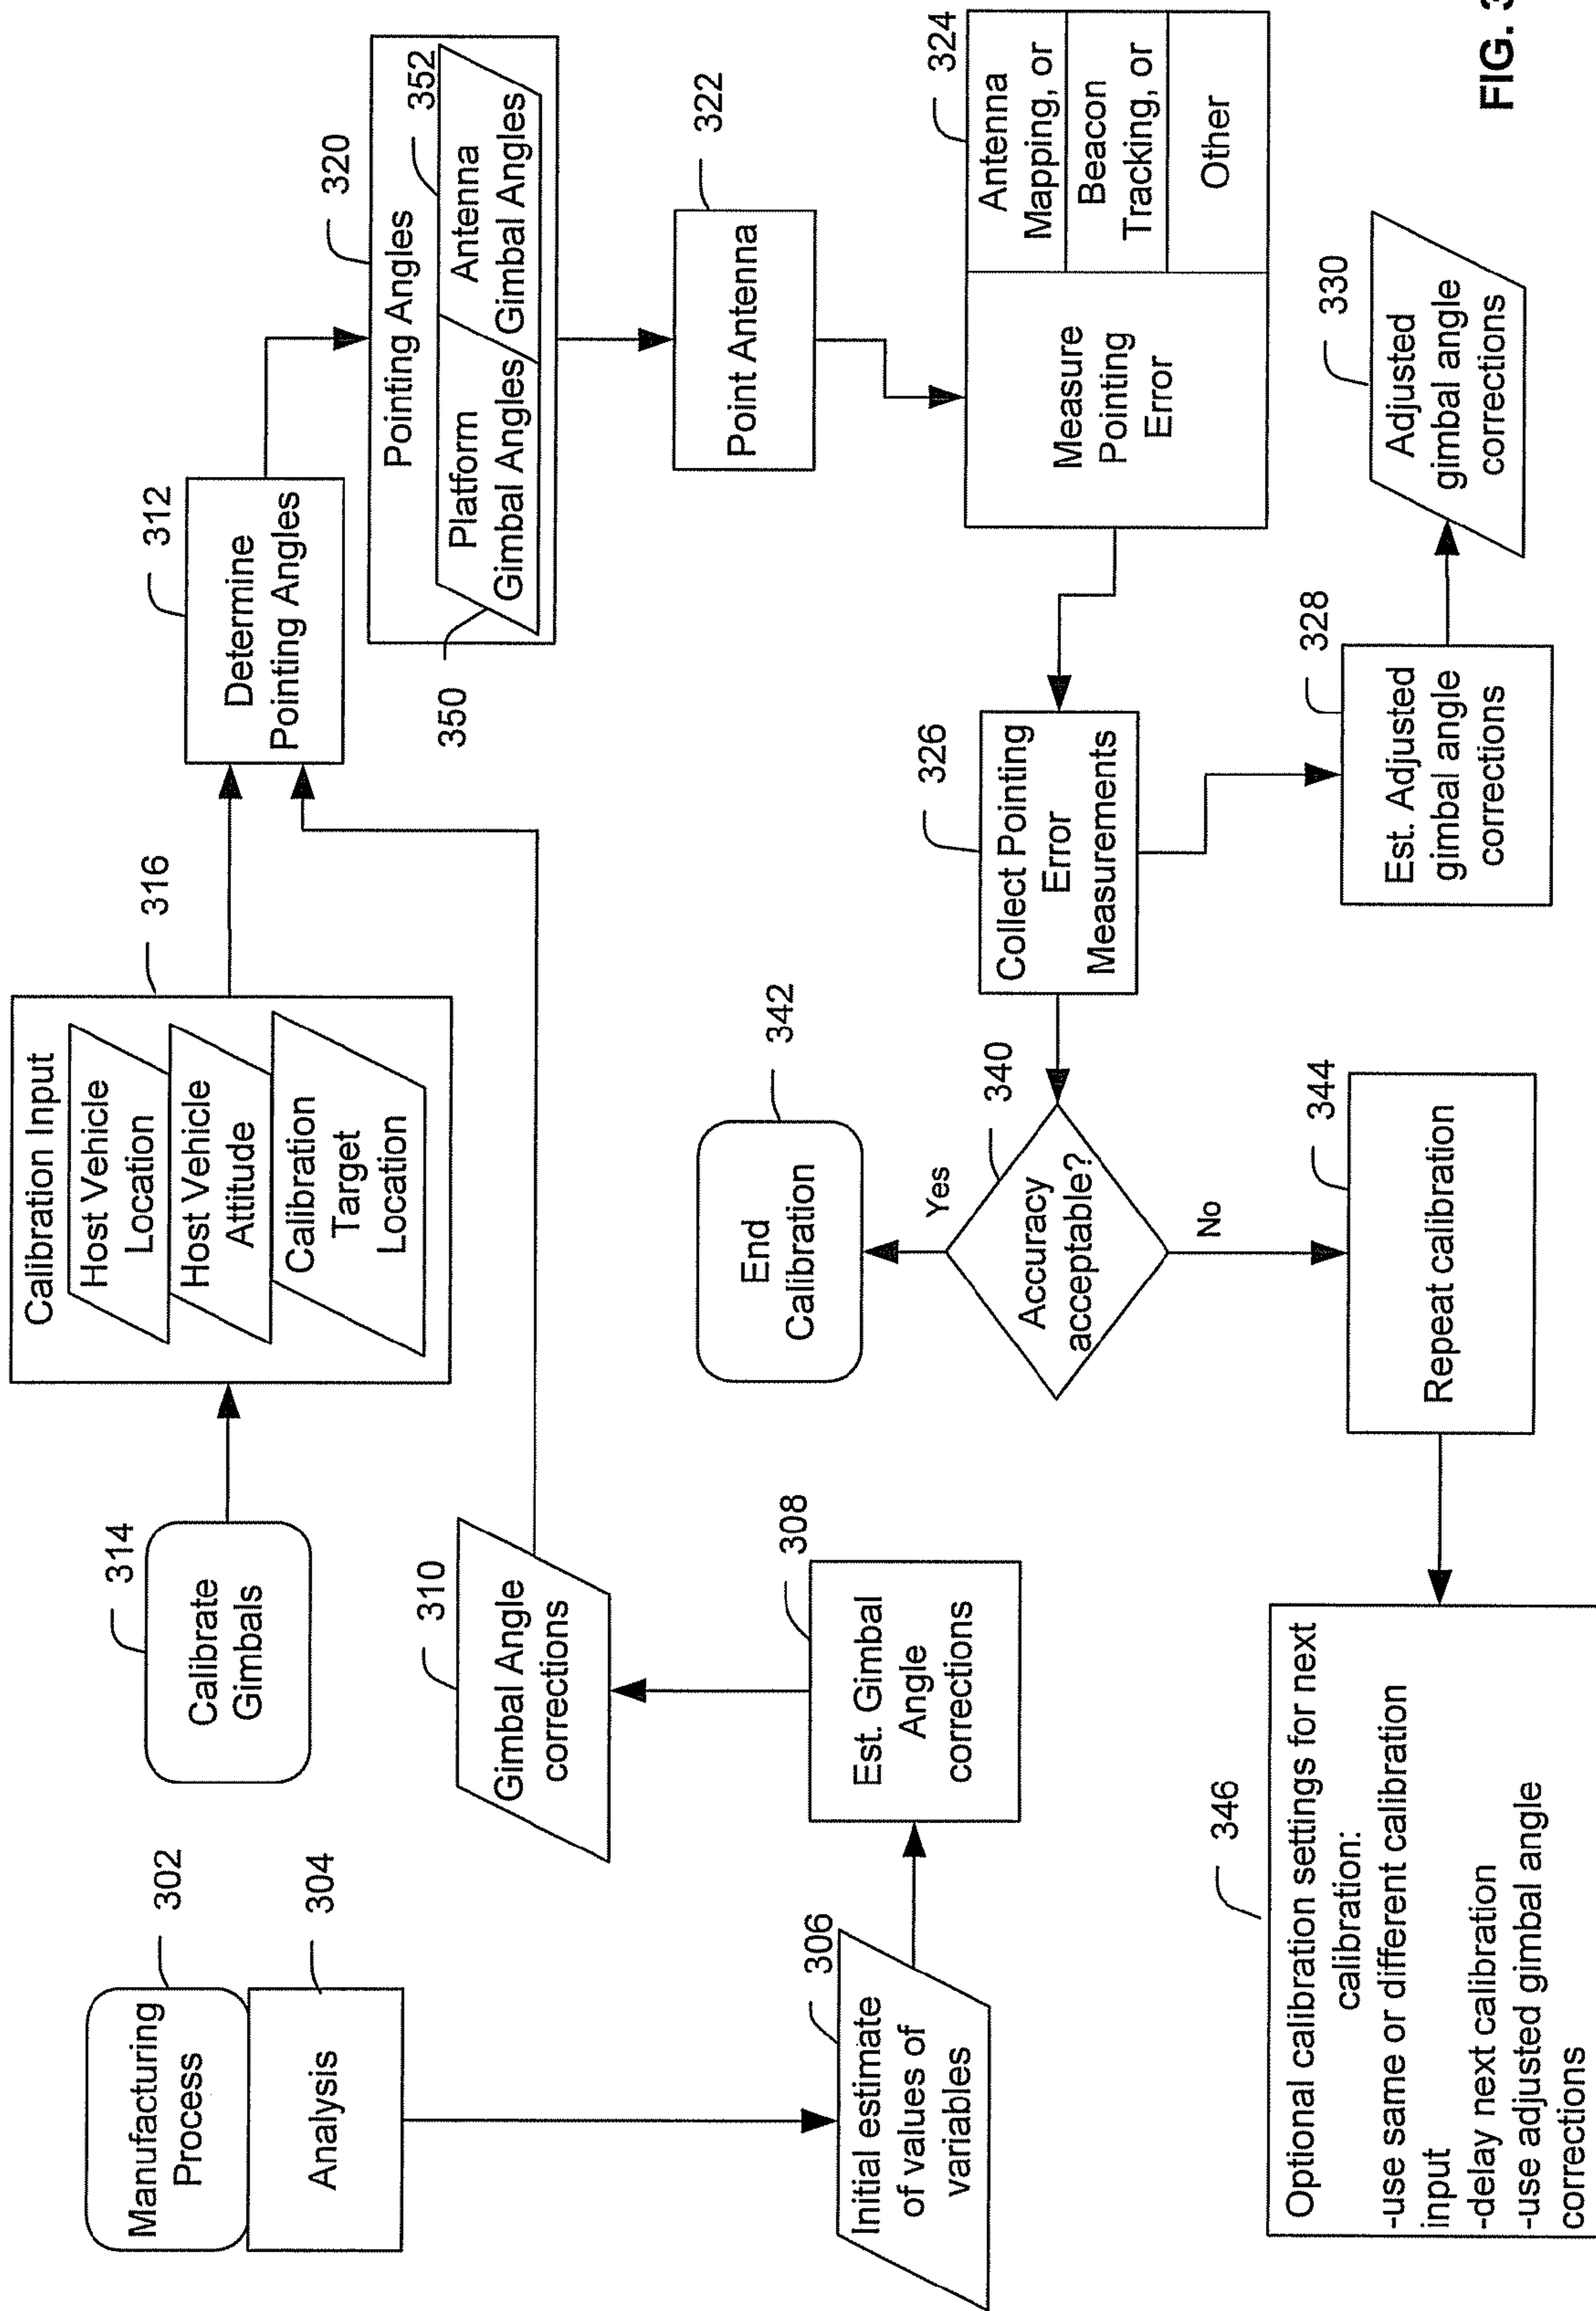 302
Manufacturing
Process
304
Analysis
306
Initial estimate
of values of
variables
308
Est. Gimbal
Angle
corrections
310
Gimbal Angle
corrections
314
Calibrate
Gimbals
316
Calibration Input
Host Vehicle
Location
Host Vehicle
Attitude
Calibration
Target
Location
312
Determine
Pointing Angles
320
Pointing Angles
350
Platform
Gimbal Angles
352
Antenna
Gimbal Angles
322
Point Antenna
324
Measure
Pointing
Error
Antenna
Mapping, or
Beacon
Tracking, or
Other
326
Collect Pointing
Error
Measurements
328
Est. Adjusted
gimbal angle
corrections
330
Adjusted
gimbal angle
corrections
340
Accuracy
acceptable?
Yes
342
End
Calibration
No
344
Repeat calibration
346
Optional calibration settings for next
calibration:
-use same or different calibration
input
-delay next calibration
-use adjusted gimbal angle
corrections
FIG. 3